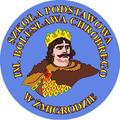 SZKOŁA PODSTAWOWA
IM. BOLESŁAWA CHROBREGO
W ŻMIGRODZIE